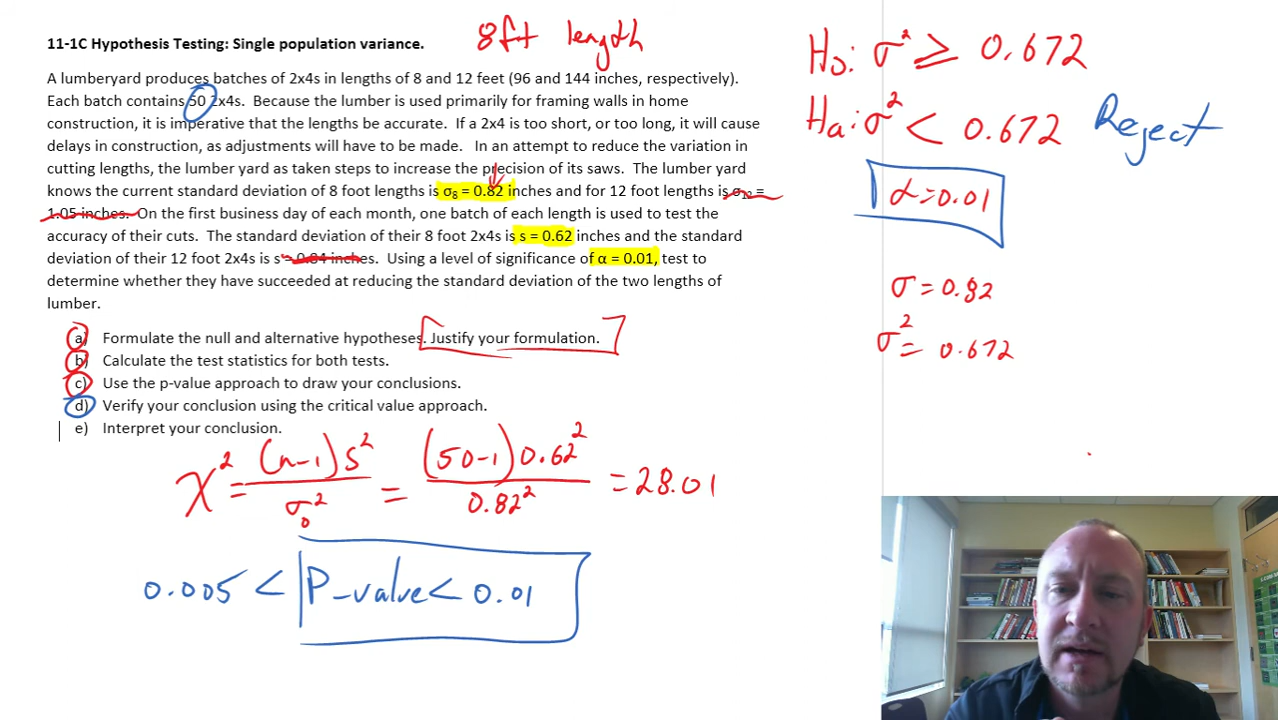 11-1C Hypothesis Testing: Single population variance.
8ft length
A lumberyard produces batches of 2x4s in lengths of 8 and 12 feet (96 and 144 inches, respectively).
Each batch contains 50 2x4s. Because the lumber is used primarily for framing walls in home
construction, it is imperative that the lengths be accurate. If a 2x4 is too short, or too long, it will cause
delays in construction, as adjustments will have to be made. In an attempt to reduce the variation in
cutting lengths, the lumber yard as taken steps to increase the precision of its saws. The lumber yard
knows the current standard deviation of 8 foot lengths is σ₈ = 0.82 inches and for 12 foot lengths is σ₁₂ =
1.05 inches. On the first business day of each month, one batch of each length is used to test the
accuracy of their cuts. The standard deviation of their 8 foot 2x4s is s = 0.62 inches and the standard
deviation of their 12 foot 2x4s is s = 0.84 inches. Using a level of significance of α = 0.01, test to
determine whether they have succeeded at reducing the standard deviation of the two lengths of
lumber.
a) Formulate the null and alternative hypotheses. Justify your formulation.
b) Calculate the test statistics for both tests.
c) Use the p-value approach to draw your conclusions.
d) Verify your conclusion using the critical value approach.
e) Interpret your conclusion.
χ² = (n-1)s² / σ₀² = (50-1)0.62² / 0.82² = 28.01
0.005 < P-value < 0.01
H₀: σ² ≥ 0.672
Hₐ: σ² < 0.672 Reject
α=0.01
σ = 0.82
σ² = 0.672